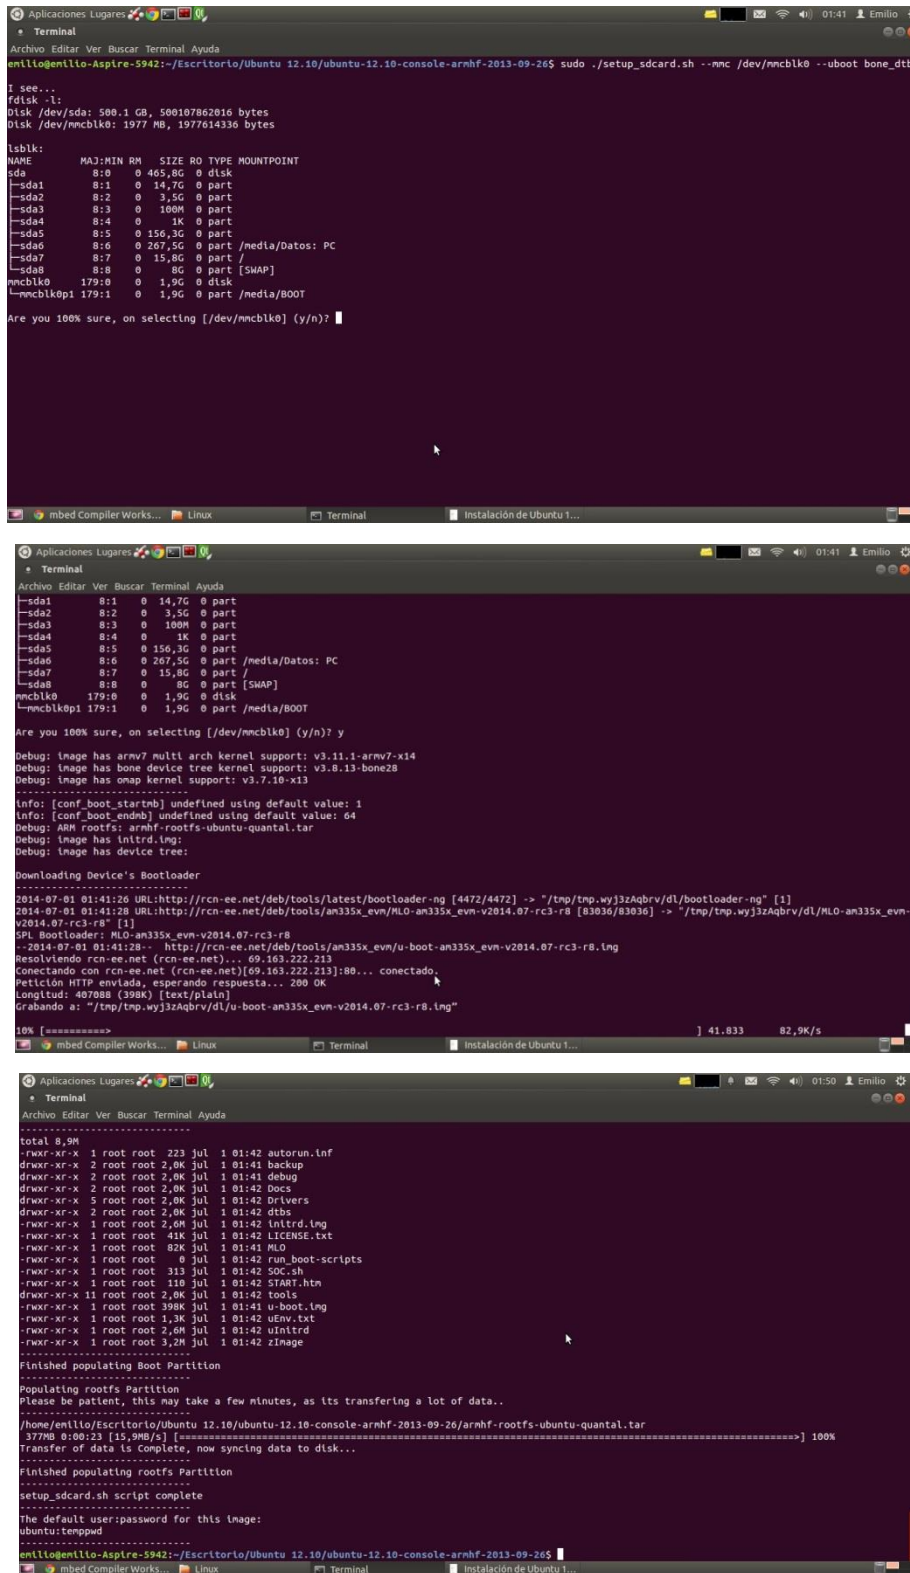 Aplicaciones Lugares 01:41 Emilio
Terminal
Archivo Editar Ver Buscar Terminal Ayuda
emilio@emilio-Aspire-5942:~/Escritorio/Ubuntu 12.10/ubuntu-12.10-console-armhf-2013-09-26$ sudo ./setup_sdcard.sh --mmc /dev/mmcblk0 --uboot bone_dtb
I see...
fdisk -l:
Disk /dev/sda: 500.1 GB, 500107862016 bytes
Disk /dev/mmcblk0: 1977 MB, 1977614336 bytes
lsblk:
NAME MAJ:MIN RM SIZE RO TYPE MOUNTPOINT
sda 8:0 0 465,8G 0 disk
├─sda1 8:1 0 14,7G 0 part
├─sda2 8:2 0 3,5G 0 part
├─sda3 8:3 0 100M 0 part
├─sda4 8:4 0 1K 0 part
├─sda5 8:5 0 156,3G 0 part
├─sda6 8:6 0 267,5G 0 part /media/Datos: PC
├─sda7 8:7 0 15,8G 0 part /
└─sda8 8:8 0 8G 0 part [SWAP]
mmcblk0 179:0 0 1,9G 0 disk
└─mmcblk0p1 179:1 0 1,9G 0 part /media/BOOT
Are you 100% sure, on selecting [/dev/mmcblk0] (y/n)?
mbed Compiler Works... Linux Terminal Instalación de Ubuntu 1...
Aplicaciones Lugares 01:41 Emilio
Terminal
Archivo Editar Ver Buscar Terminal Ayuda
├─sda1 8:1 0 14,7G 0 part
├─sda2 8:2 0 3,5G 0 part
├─sda3 8:3 0 100M 0 part
├─sda4 8:4 0 1K 0 part
├─sda5 8:5 0 156,3G 0 part
├─sda6 8:6 0 267,5G 0 part /media/Datos: PC
├─sda7 8:7 0 15,8G 0 part /
└─sda8 8:8 0 8G 0 part [SWAP]
mmcblk0 179:0 0 1,9G 0 disk
└─mmcblk0p1 179:1 0 1,9G 0 part /media/BOOT
Are you 100% sure, on selecting [/dev/mmcblk0] (y/n)? y
Debug: image has armv7 multi arch kernel support: v3.11.1-armv7-x14
Debug: image has bone device tree kernel support: v3.8.13-bone28
Debug: image has omap kernel support: v3.7.10-x13
-----------------------------
info: [conf_boot_startmb] undefined using default value: 1
info: [conf_boot_endmb] undefined using default value: 64
Debug: ARM rootfs: armhf-rootfs-ubuntu-quantal.tar
Debug: image has initrd.img:
Debug: image has device tree:
Downloading Device's Bootloader
-----------------------------
2014-07-01 01:41:26 URL:http://rcn-ee.net/deb/tools/latest/bootloader-ng [4472/4472] -> "/tmp/tmp.wyj3zAqbrv/dl/bootloader-ng" [1]
2014-07-01 01:41:28 URL:http://rcn-ee.net/deb/tools/am335x_evm/MLO-am335x_evm-v2014.07-rc3-r8 [83036/83036] -> "/tmp/tmp.wyj3zAqbrv/dl/MLO-am335x_evm-
v2014.07-rc3-r8" [1]
SPL Bootloader: MLO-am335x_evm-v2014.07-rc3-r8
--2014-07-01 01:41:28-- http://rcn-ee.net/deb/tools/am335x_evm/u-boot-am335x_evm-v2014.07-rc3-r8.img
Resolviendo rcn-ee.net (rcn-ee.net)... 69.163.222.213
Conectando con rcn-ee.net (rcn-ee.net)[69.163.222.213]:80... conectado.
Petición HTTP enviada, esperando respuesta... 200 OK
Longitud: 407088 (398K) [text/plain]
Grabando a: “/tmp/tmp.wyj3zAqbrv/dl/u-boot-am335x_evm-v2014.07-rc3-r8.img”
10% [==========> ] 41.833 82,9K/s
mbed Compiler Works... Linux Terminal Instalación de Ubuntu 1...
Aplicaciones Lugares 01:50 Emilio
Terminal
Archivo Editar Ver Buscar Terminal Ayuda
-----------------------------
total 8,9M
-rwxr-xr-x 1 root root 223 jul 1 01:42 autorun.inf
drwxr-xr-x 2 root root 2,0K jul 1 01:41 backup
drwxr-xr-x 2 root root 2,0K jul 1 01:41 debug
drwxr-xr-x 2 root root 2,0K jul 1 01:42 Docs
drwxr-xr-x 5 root root 2,0K jul 1 01:42 Drivers
drwxr-xr-x 2 root root 2,0K jul 1 01:42 dtbs
-rwxr-xr-x 1 root root 2,6M jul 1 01:42 initrd.img
-rwxr-xr-x 1 root root 41K jul 1 01:42 LICENSE.txt
-rwxr-xr-x 1 root root 82K jul 1 01:41 MLO
-rwxr-xr-x 1 root root 0 jul 1 01:42 run_boot-scripts
-rwxr-xr-x 1 root root 313 jul 1 01:42 SOC.sh
-rwxr-xr-x 1 root root 110 jul 1 01:42 START.htm
drwxr-xr-x 11 root root 2,0K jul 1 01:42 tools
-rwxr-xr-x 1 root root 398K jul 1 01:41 u-boot.img
-rwxr-xr-x 1 root root 1,3K jul 1 01:42 uEnv.txt
-rwxr-xr-x 1 root root 2,6M jul 1 01:42 uInitrd
-rwxr-xr-x 1 root root 3,2M jul 1 01:42 zImage
-----------------------------
Finished populating Boot Partition
-----------------------------
Populating rootfs Partition
Please be patient, this may take a few minutes, as its transfering a lot of data..
-----------------------------
/home/emilio/Escritorio/Ubuntu 12.10/ubuntu-12.10-console-armhf-2013-09-26/armhf-rootfs-ubuntu-quantal.tar
377MB 0:00:23 [15,9MB/s] [=======================================================>] 100%
Transfer of data is Complete, now syncing data to disk...
-----------------------------
Finished populating rootfs Partition
-----------------------------
setup_sdcard.sh script complete
-----------------------------
The default user:password for this image:
ubuntu:temppwd
-----------------------------
emilio@emilio-Aspire-5942:~/Escritorio/Ubuntu 12.10/ubuntu-12.10-console-armhf-2013-09-26$
mbed Compiler Works... Linux Terminal Instalación de Ubuntu 1...